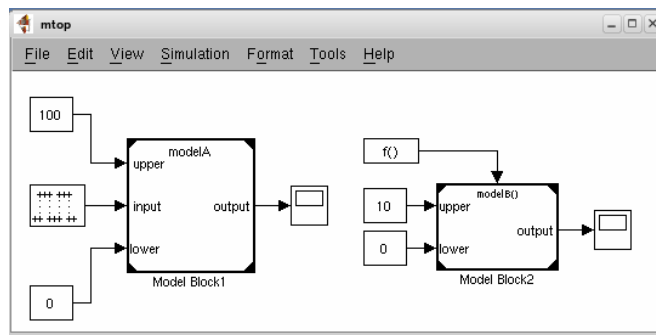 mtop
File Edit View Simulation Format Tools Help
100
modelA
upper
input
output
lower
0
Model Block1
f()
modelB()
10
upper
output
0
lower
Model Block2